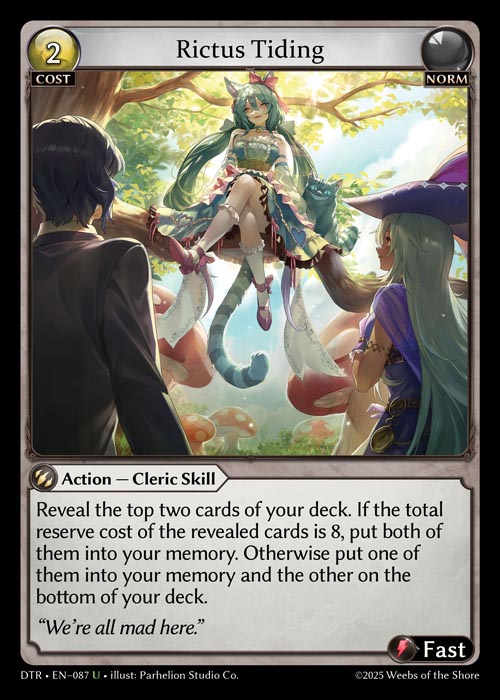 2
Rictus Tiding
COST
NORM
Action — Cleric Skill
Reveal the top two cards of your deck. If the total
reserve cost of the revealed cards is 8, put both of
them into your memory. Otherwise put one of
them into your memory and the other on the
bottom of your deck.
“We’re all mad here.”
Fast
DTR • EN–087 U • illust: Parhelion Studio Co.
©2025 Weebs of the Shore